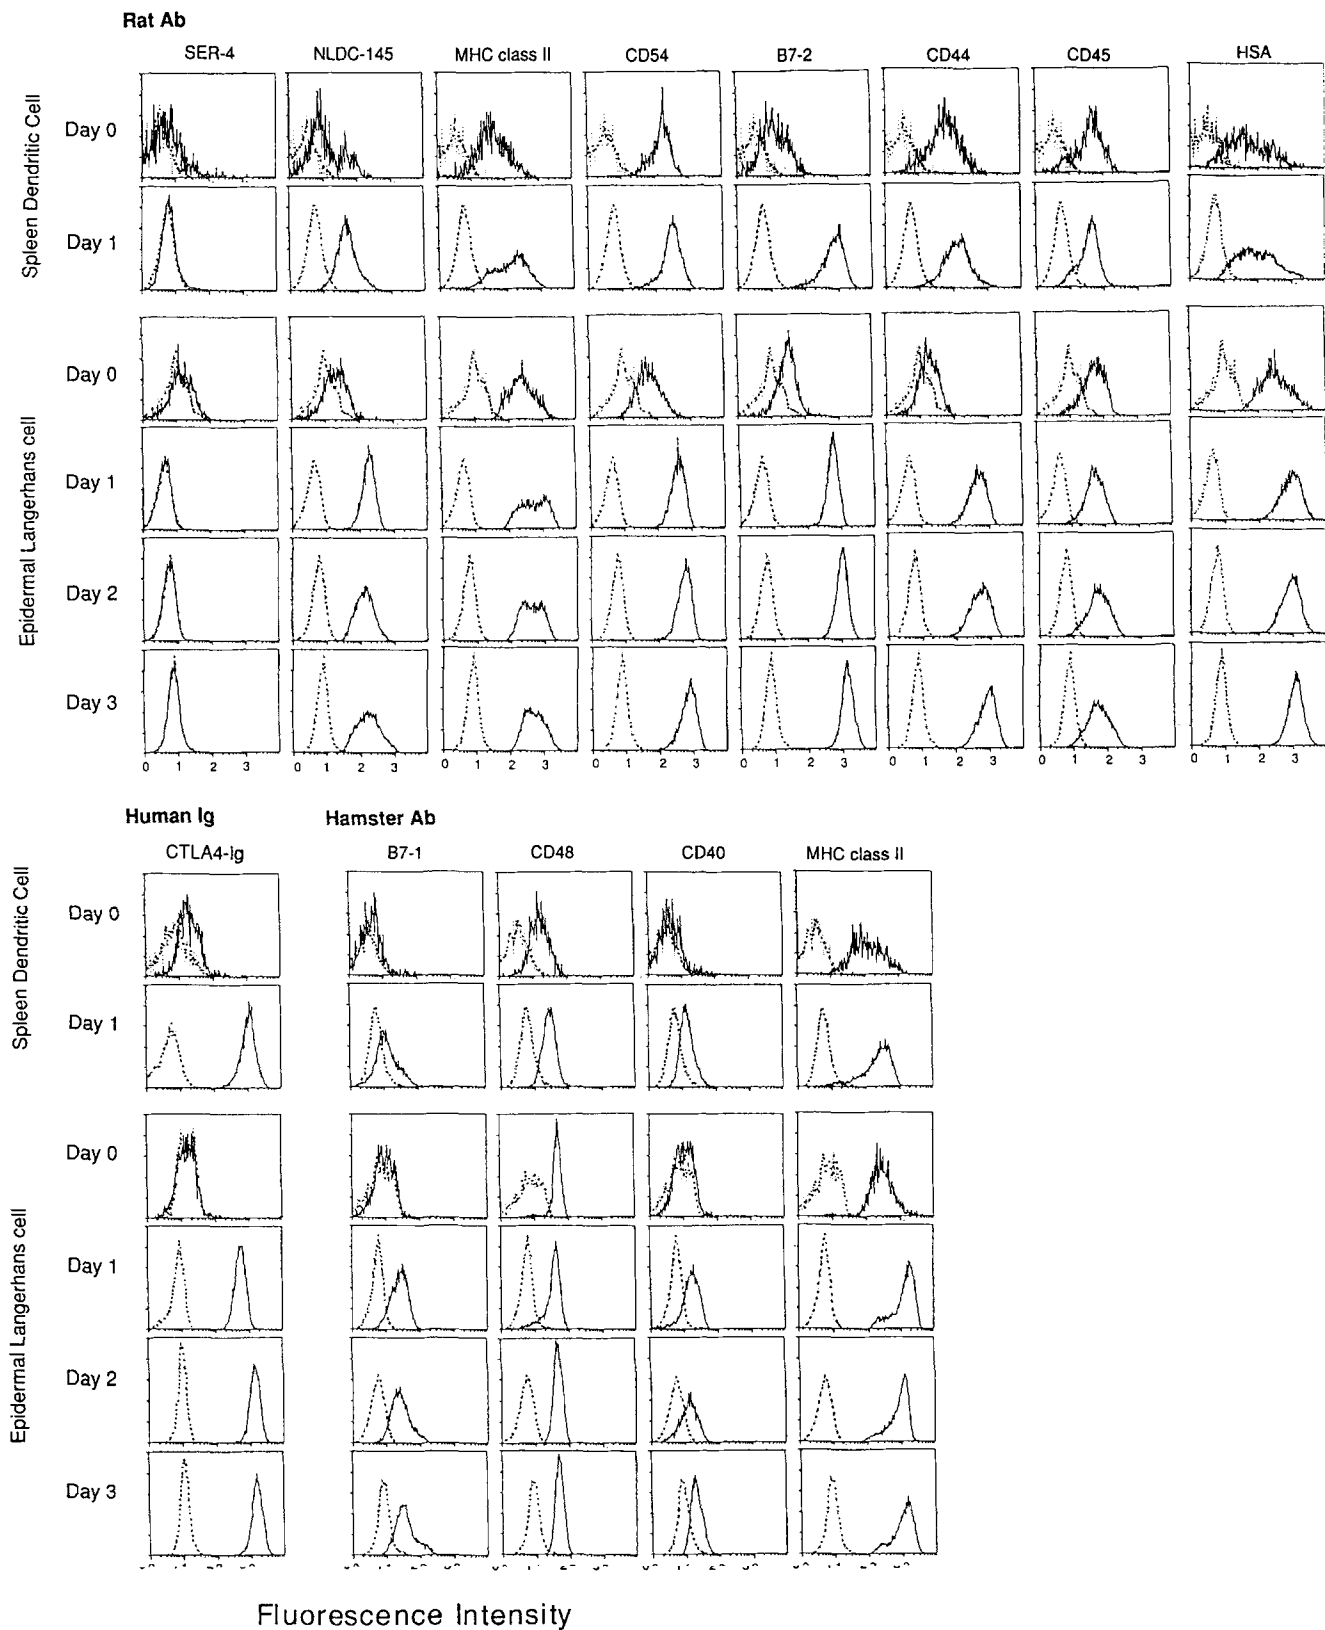 Rat Ab
SER-4 NLDC-145 MHC class II CD54 B7-2 CD44 CD45 HSA
Spleen Dendritic Cell
Day 0
Day 1
Epidermal Langerhans cell
Day 0
Day 1
Day 2
Day 3
0 1 2 3 0 1 2 3 0 1 2 3 0 1 2 3 0 1 2 3 0 1 2 3 0 1 2 3 0 1 2 3
Human Ig Hamster Ab
CTLA4-Ig B7-1 CD48 CD40 MHC class II
Spleen Dendritic Cell
Day 0
Day 1
Epidermal Langerhans cell
Day 0
Day 1
Day 2
Day 3
Fluorescence Intensity